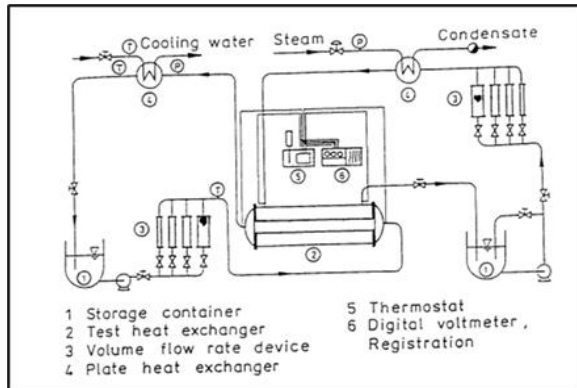 Cooling water
Steam
Condensate
T
T
P
P
4
4
3
5
6
T
3
2
1
1
1 Storage container
2 Test heat exchanger
3 Volume flow rate device
4 Plate heat exchanger
5 Thermostat
6 Digital voltmeter,
Registration